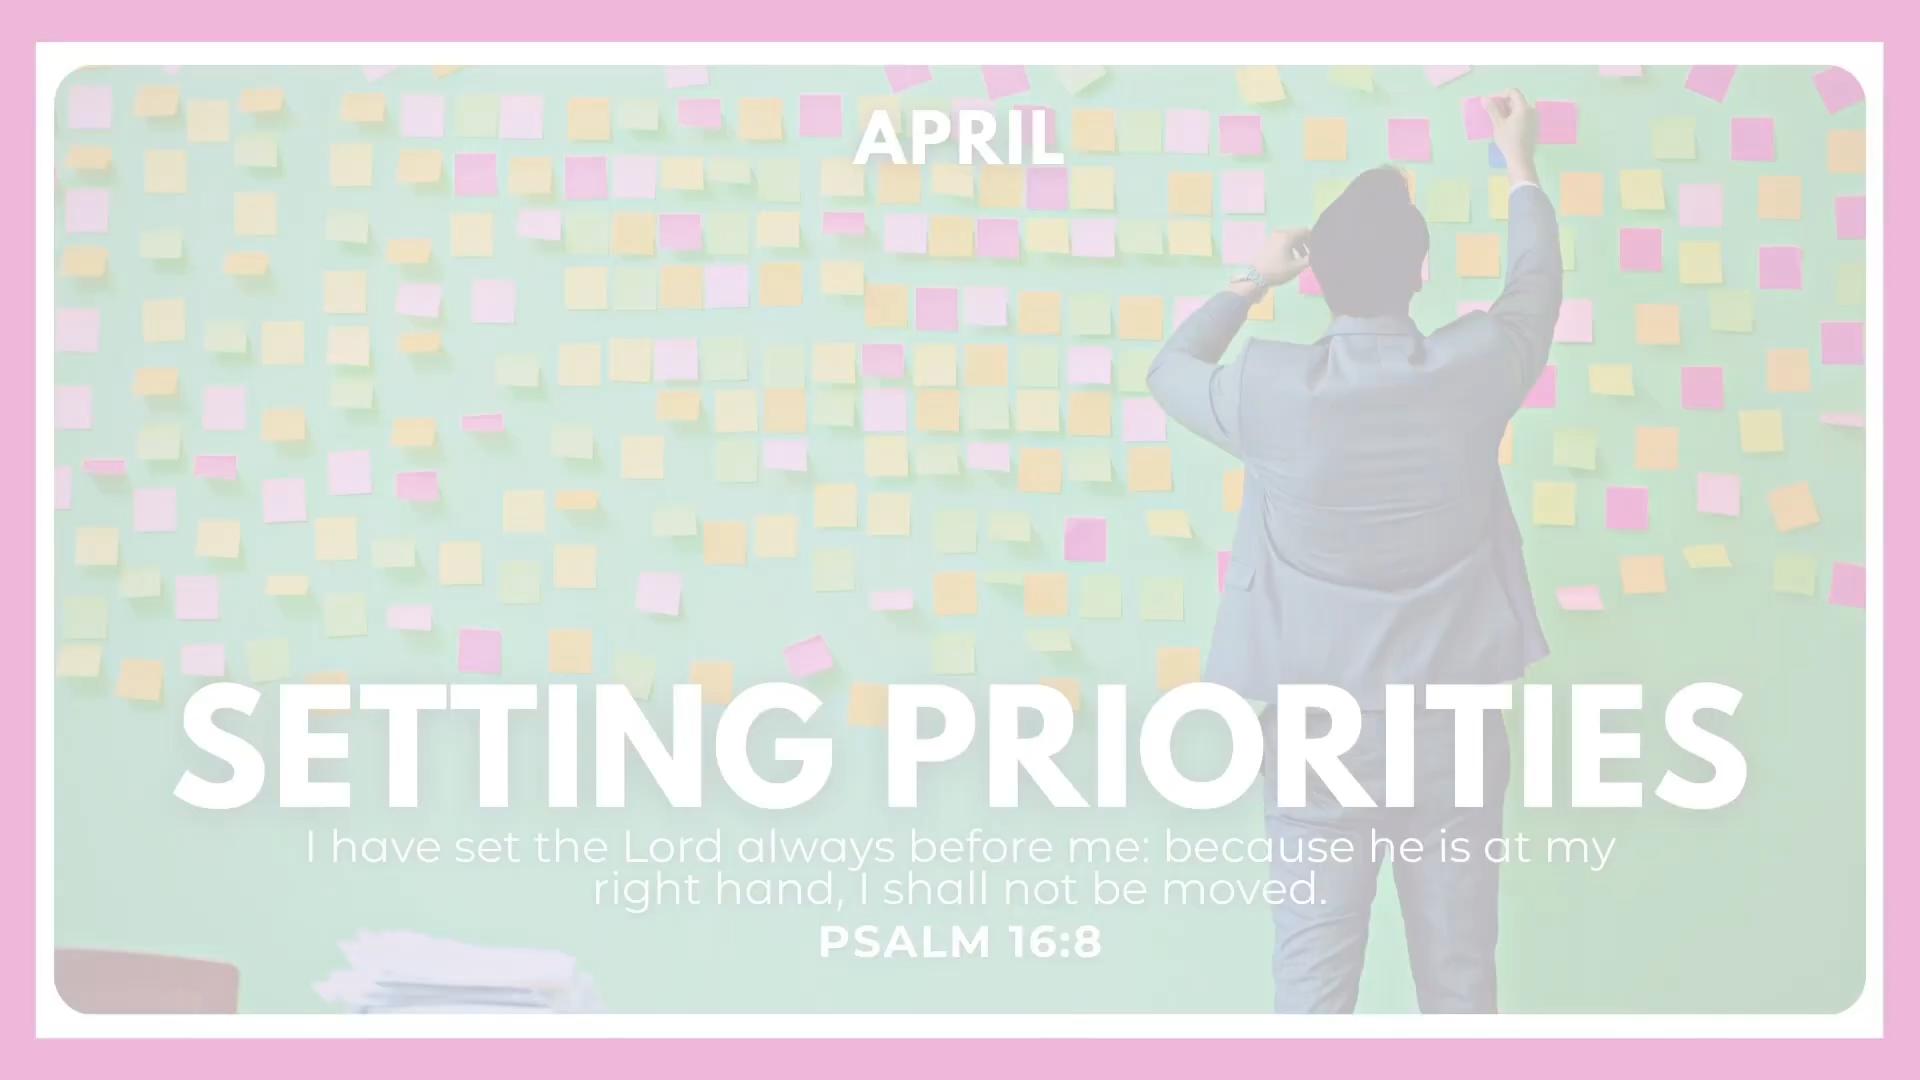 APRIL
SETTING PRIORITIES
I have set the Lord always before me: because he is at my
right hand, I shall not be moved.
PSALM 16:8